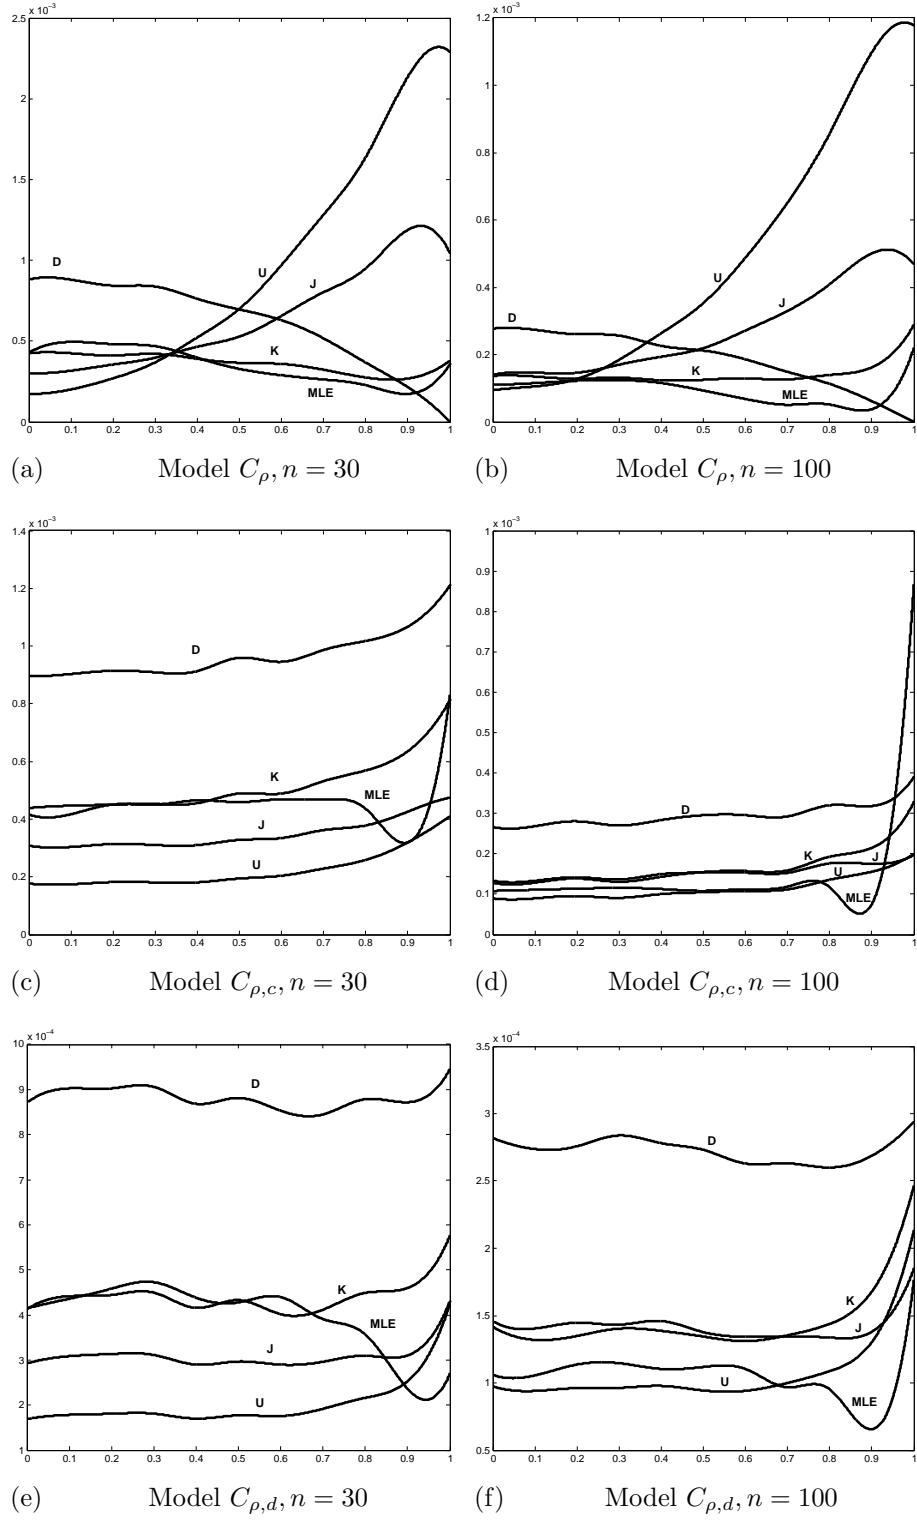 x 10⁻³
2.5
2
1.5
1
0.5
0
D
U
J
K
MLE
0 0.1 0.2 0.3 0.4 0.5 0.6 0.7 0.8 0.9 1
(a) Model C_ρ, n = 30
x 10⁻³
1.2
1
0.8
0.6
0.4
0.2
0
D
U
J
K
MLE
0 0.1 0.2 0.3 0.4 0.5 0.6 0.7 0.8 0.9 1
(b) Model C_ρ, n = 100
x 10⁻³
1.4
1.2
1
0.8
0.6
0.4
0.2
0
D
K
MLE
J
U
0 0.1 0.2 0.3 0.4 0.5 0.6 0.7 0.8 0.9 1
(c) Model C_ρ,c, n = 30
x 10⁻³
1
0.9
0.8
0.7
0.6
0.5
0.4
0.3
0.2
0.1
0
D
K J
U
MLE
0 0.1 0.2 0.3 0.4 0.5 0.6 0.7 0.8 0.9 1
(d) Model C_ρ,c, n = 100
x 10⁻⁴
10
9
8
7
6
5
4
3
2
1
D
K
MLE
J
U
0 0.1 0.2 0.3 0.4 0.5 0.6 0.7 0.8 0.9 1
(e) Model C_ρ,d, n = 30
x 10⁻⁴
3.5
3
2.5
2
1.5
1
0.5
D
K
J
U
MLE
0 0.1 0.2 0.3 0.4 0.5 0.6 0.7 0.8 0.9 1
(f) Model C_ρ,d, n = 100